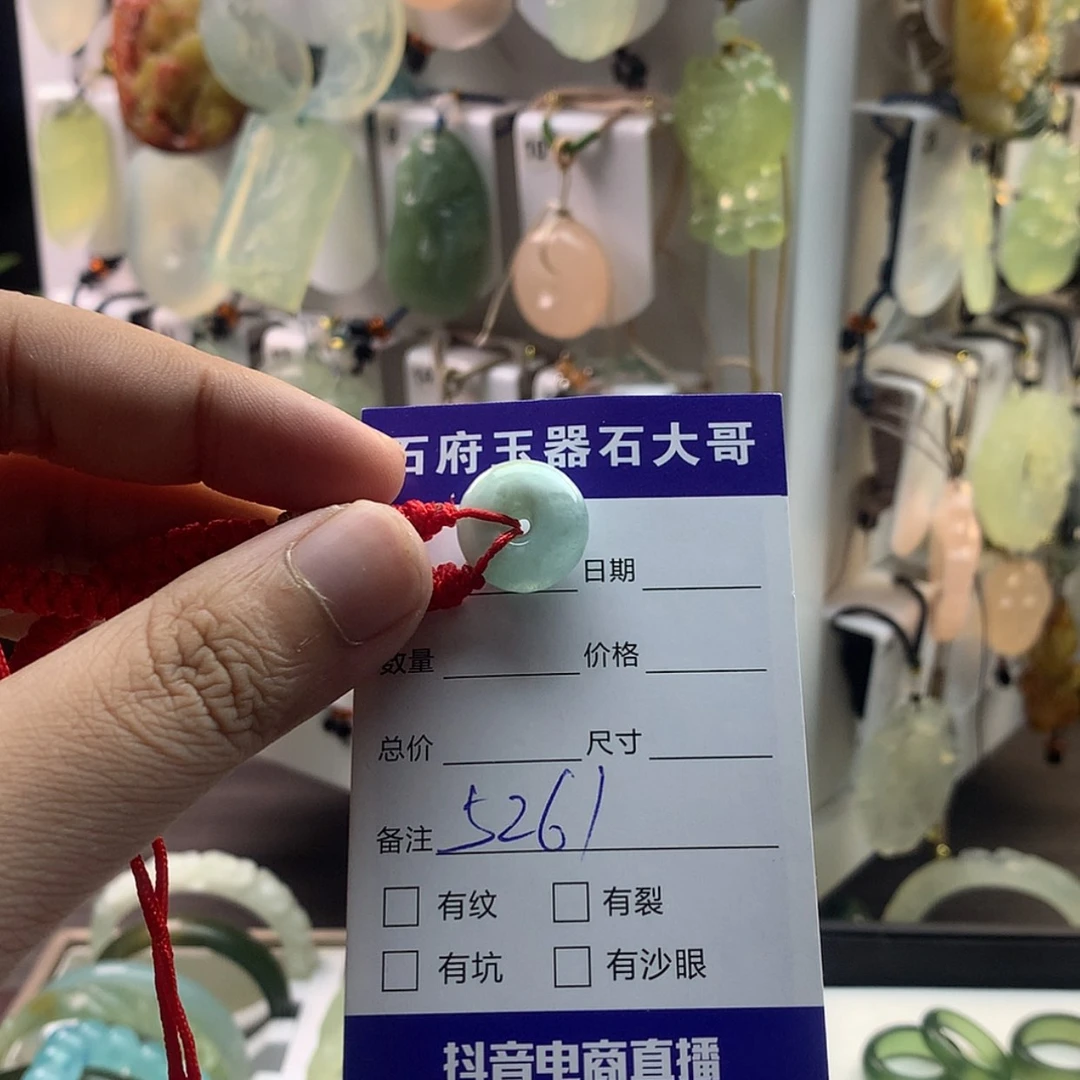 石府玉器石大哥
日期
数量 价格
总价 尺寸
备注 5261
有纹 有裂
有坑 有沙眼
抖音电商直播